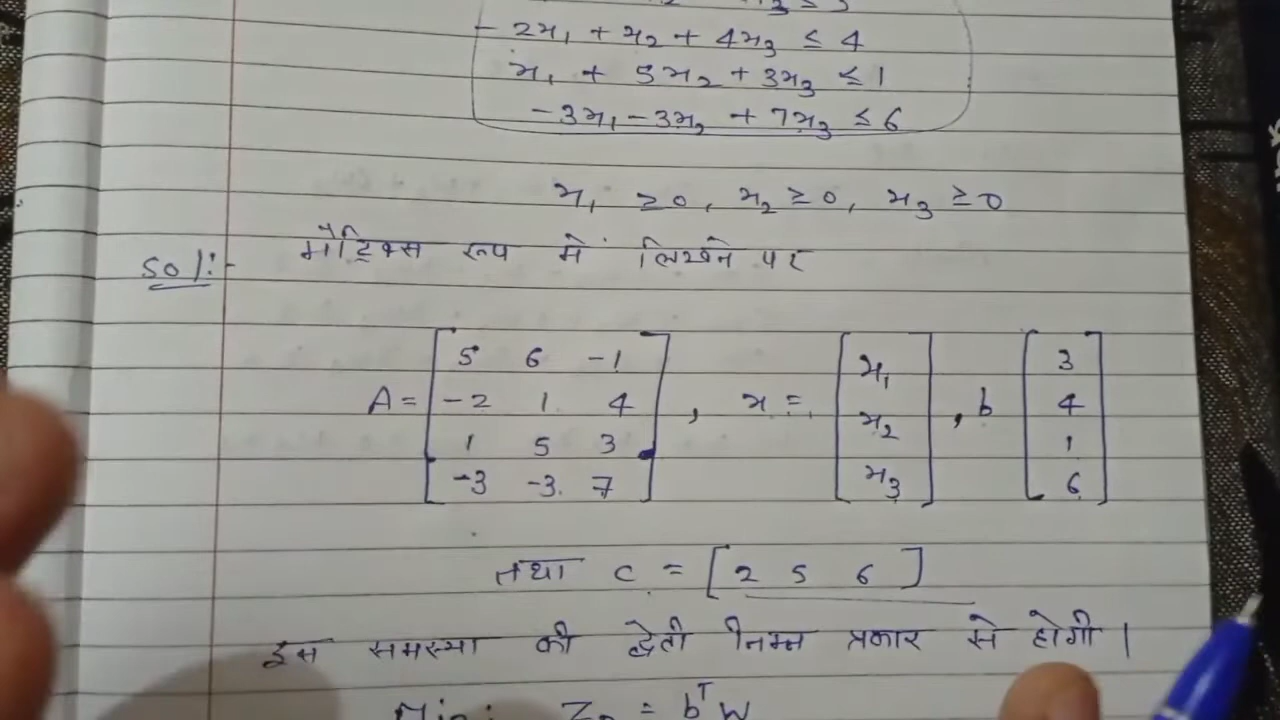 - 2x₁ + x₂ + 4x₃ ≤ 4
x₁ + 5x₂ + 3x₃ ≤ 1
-3x₁ - 3x₂ + 7x₃ ≤ 6
x₁ ≥ 0, x₂ ≥ 0, x₃ ≥ 0
Sol:- मैट्रिक्स रूप में लिखने पर
A = [5 6 -1
-2 1 4
1 5 3
-3 -3 7], x = [x₁
x₂
x₃], b [3
4
1
6]
तथा c = [2 5 6]
इस समस्या की द्वेती निम्न प्रकार से होगी।
Min: = bᵀW